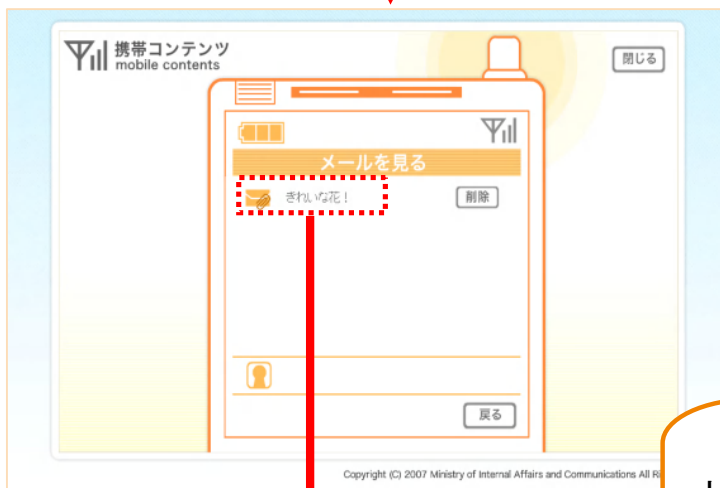 携帯コンテンツ
mobile contents
閉じる
メールを見る
きれいな花！
削除
戻る
Copyright (C) 2007 Ministry of Internal Affairs and Communications All